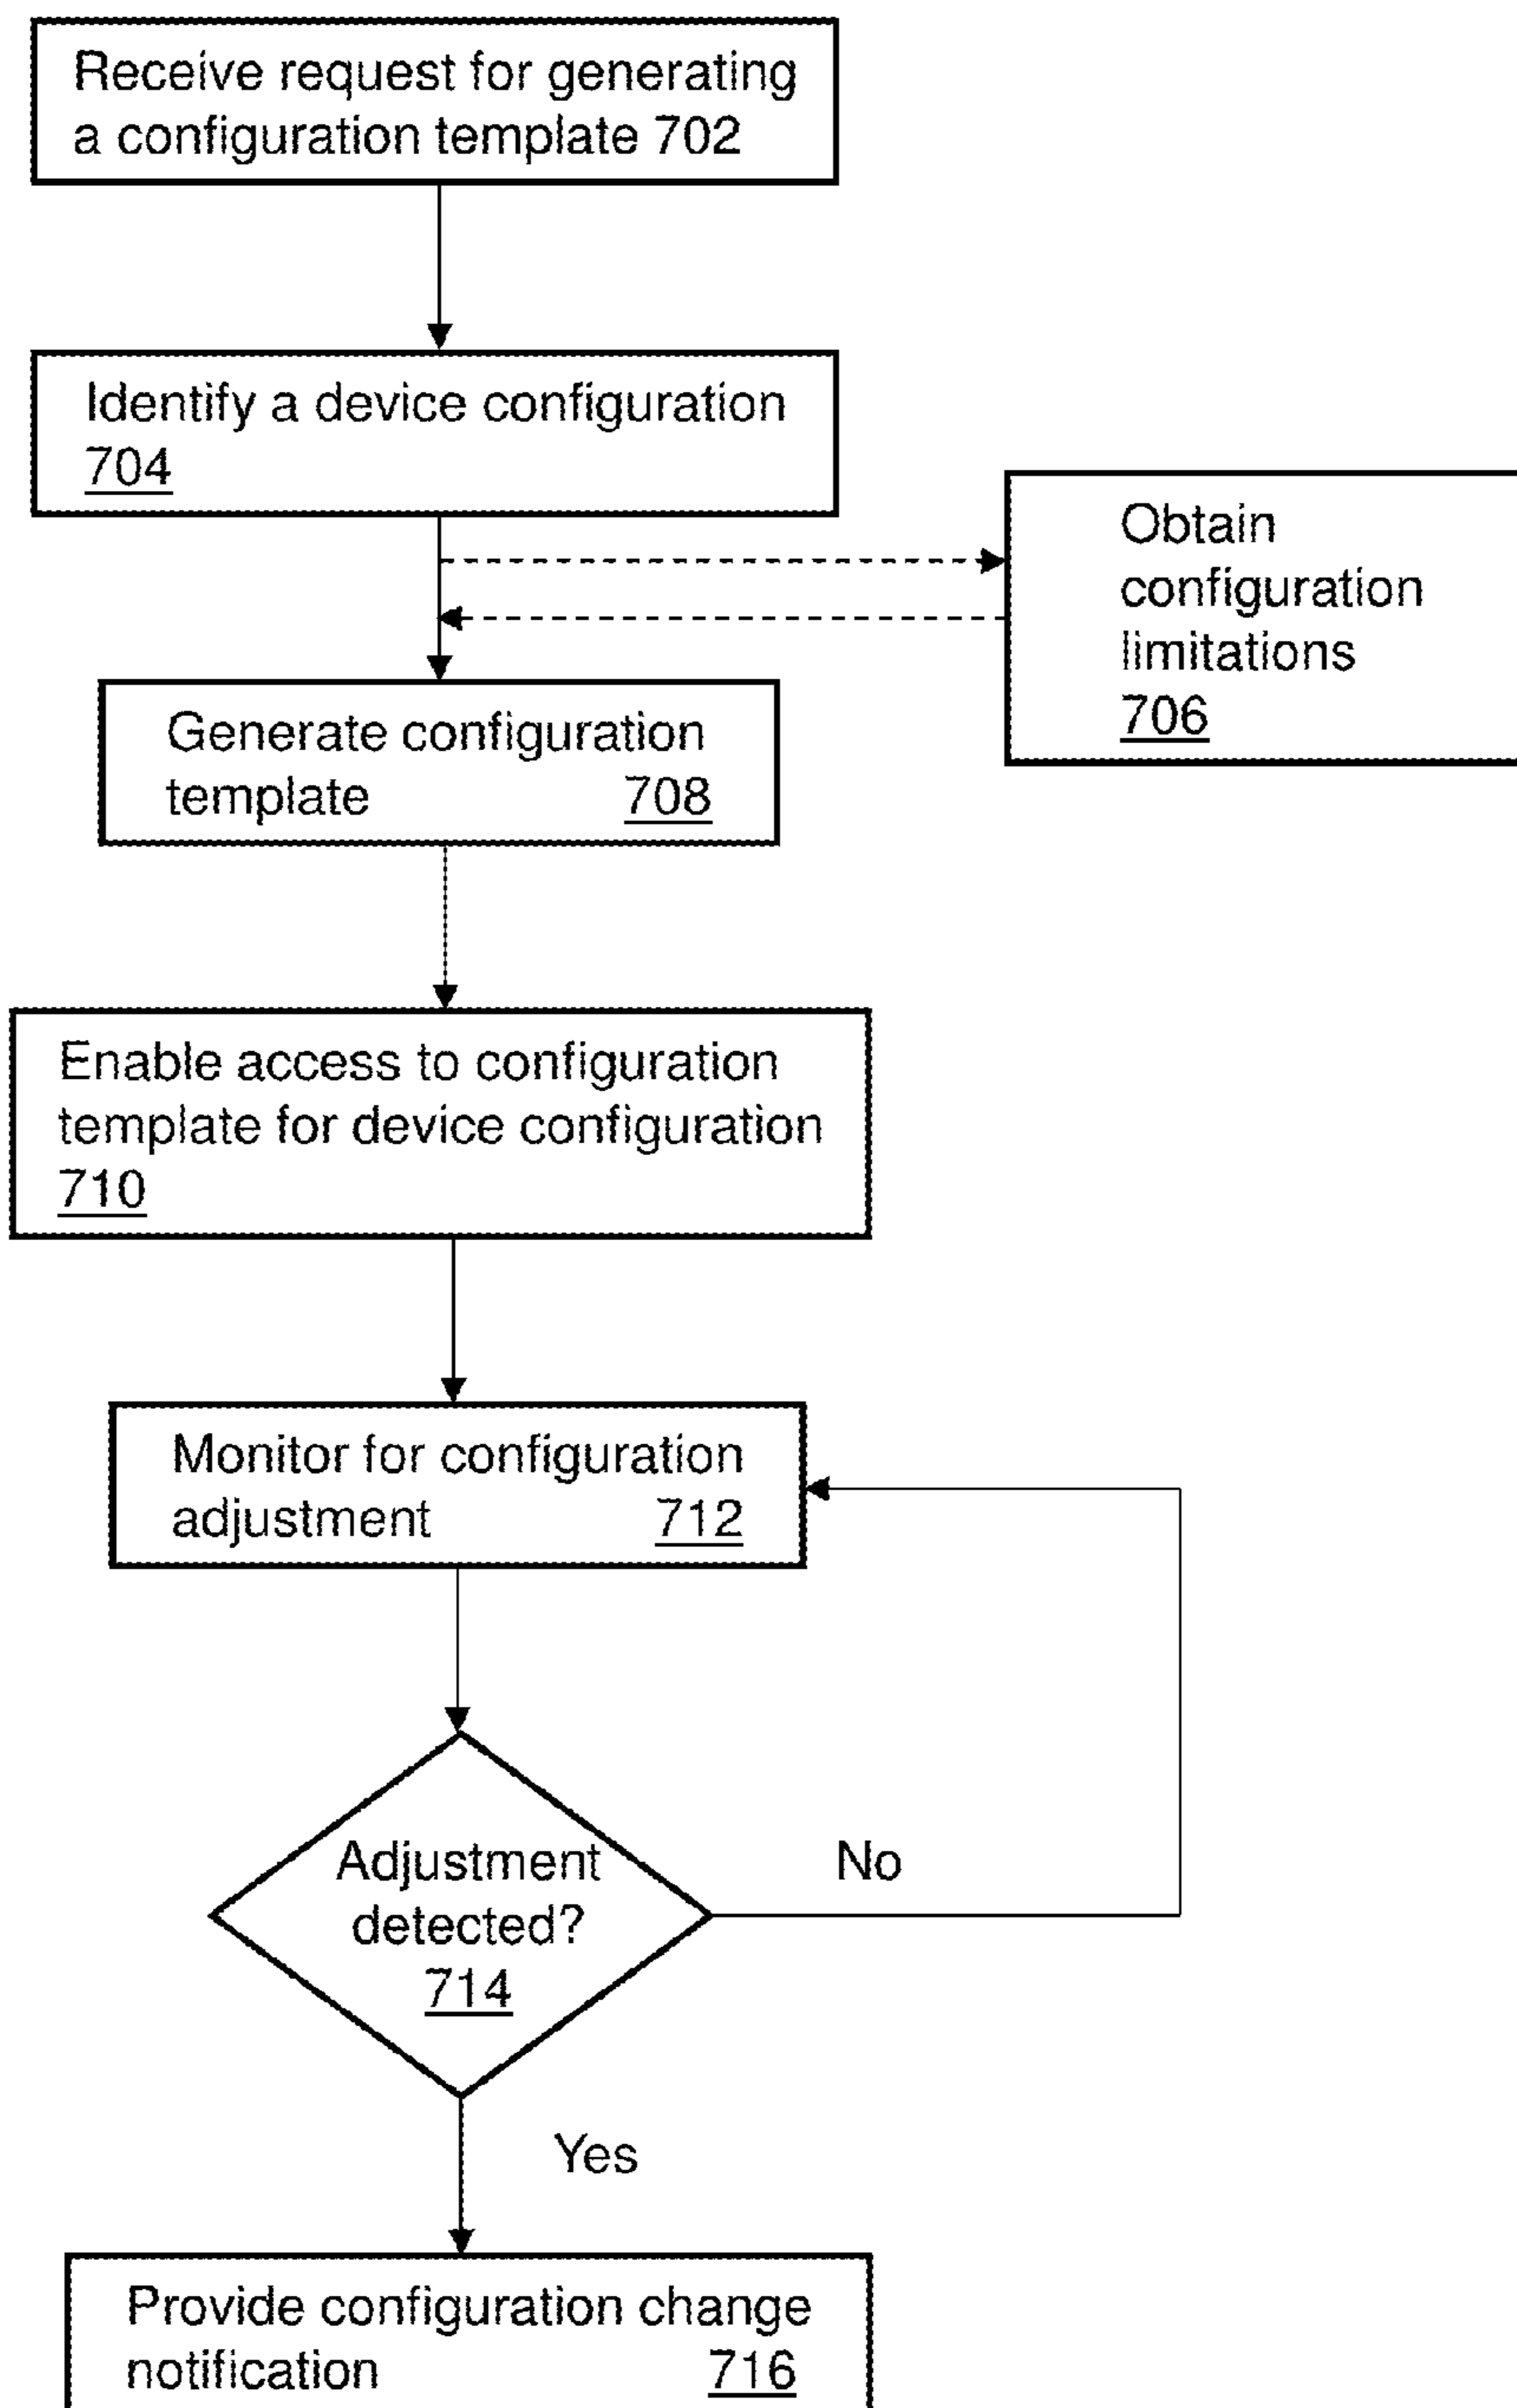 Receive request for generating
a configuration template 702
Identify a device configuration
704
Obtain
configuration
limitations
706
Generate configuration
template 708
Enable access to configuration
template for device configuration
710
Monitor for configuration
adjustment 712
Adjustment
detected?
714
No
Yes
Provide configuration change
notification 716